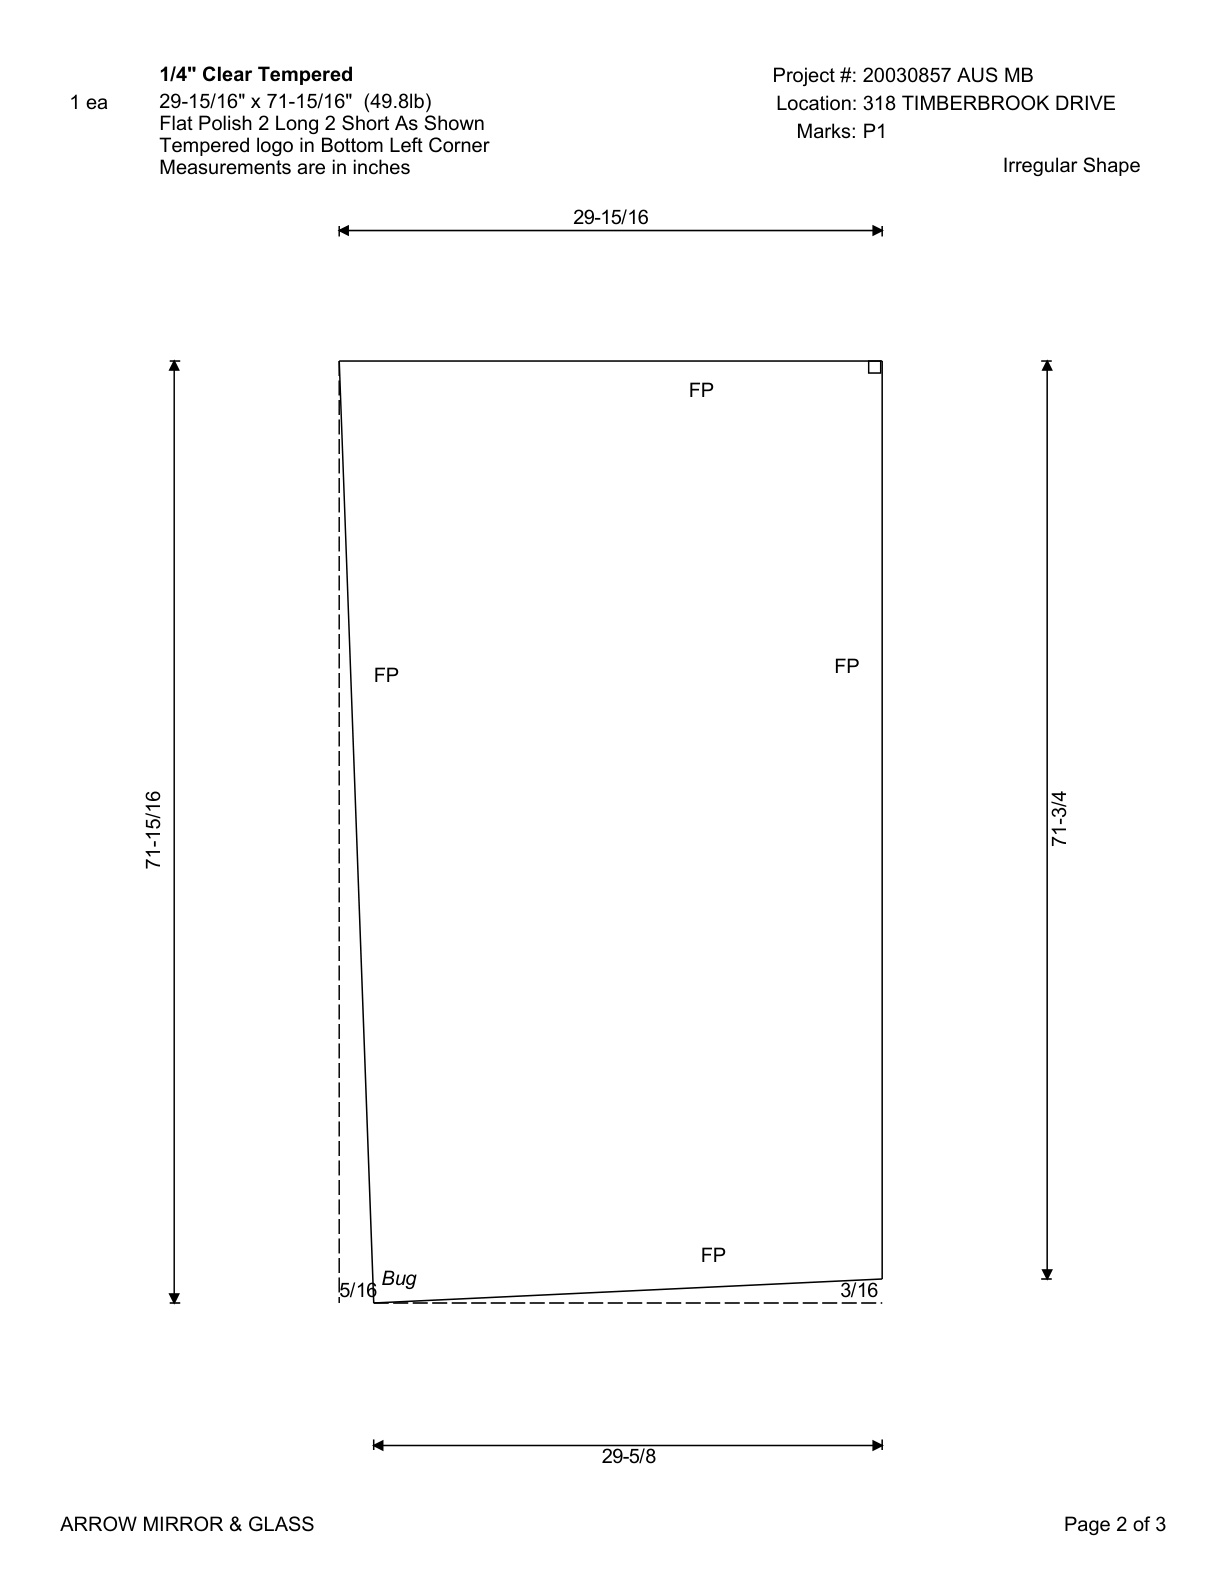 1/4" Clear Tempered
1 ea
29-15/16" x 71-15/16" (49.8lb)
Flat Polish 2 Long 2 Short As Shown
Tempered logo in Bottom Left Corner
Measurements are in inches
Project #: 20030857 AUS MB
Location: 318 TIMBERBROOK DRIVE
Marks: P1
Irregular Shape
29-15/16
FP
FP
FP
71-15/16
71-3/4
FP
Bug
5/16
3/16
29-5/8
ARROW MIRROR & GLASS
Page 2 of 3